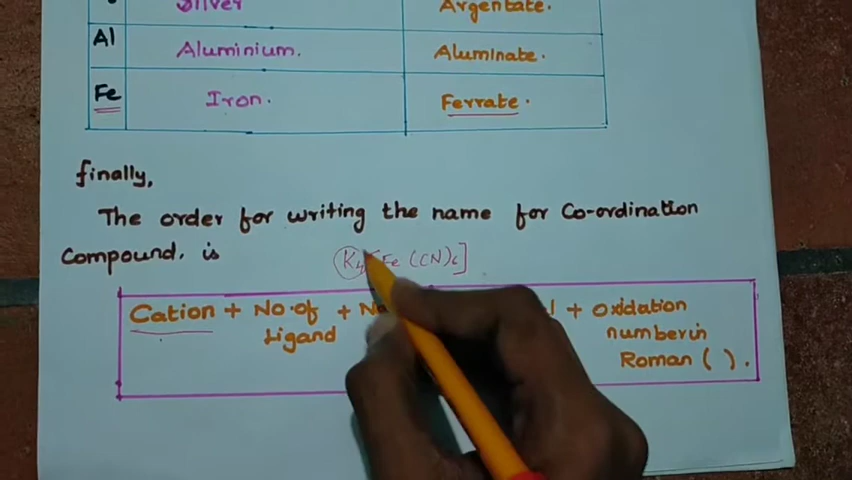 Silver Argentate.
Al Aluminium. Aluminate.
Fe Iron. Ferrate.
finally,
The order for writing the name for Co-ordination
Compound. is
K4[Fe (CN)6]
Cation + No.of + + Oxidation
Ligand number in
Roman ( ).